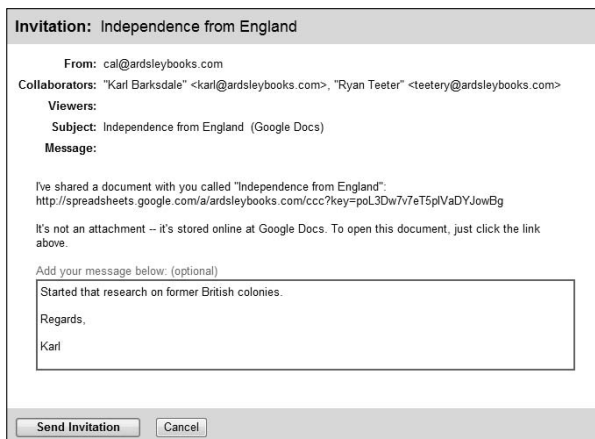 Invitation: Independence from England
From: cal@ardsleybooks.com
Collaborators: "Karl Barksdale" <karl@ardsleybooks.com>, "Ryan Teeter" <teetery@ardsleybooks.com>
Viewers:
Subject: Independence from England (Google Docs)
Message:
I've shared a document with you called "Independence from England":
http://spreadsheets.google.com/a/ardsleybooks.com/ccc?key=poL3Dw7v7eT5plVaDYJowBg
It's not an attachment -- it's stored online at Google Docs. To open this document, just click the link
above.
Add your message below: (optional)
Started that research on former British colonies.
Regards,
Karl
Send Invitation Cancel